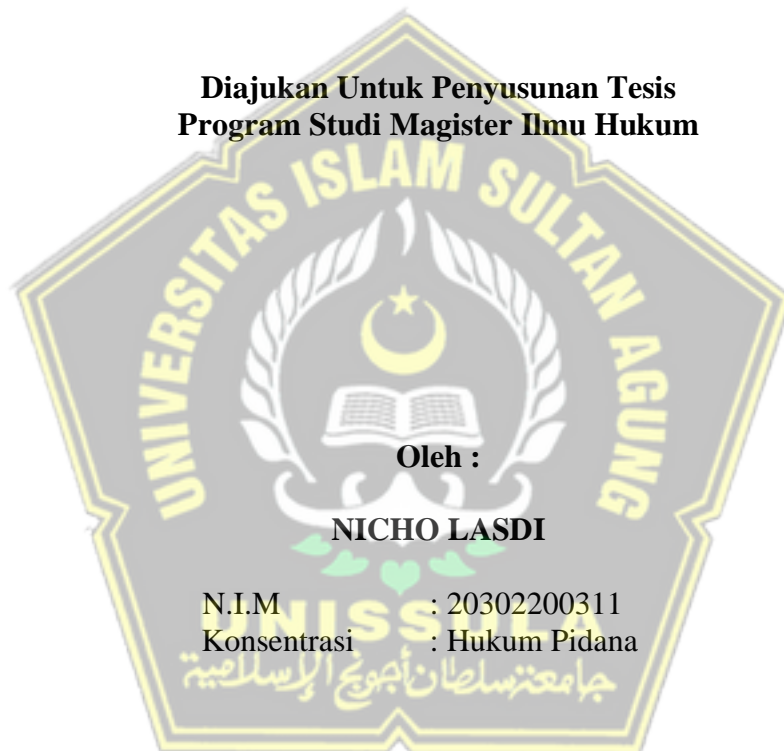 Diajukan Untuk Penyusunan Tesis
Program Studi Magister Ilmu Hukum
UNIVERSITAS ISLAM SULTAN AGUNG
Oleh :
NICHO LASDI
N.I.M : 20302200311
Konsentrasi : Hukum Pidana
UNISSULA
جامعة سلطان أجونج الإسلامية